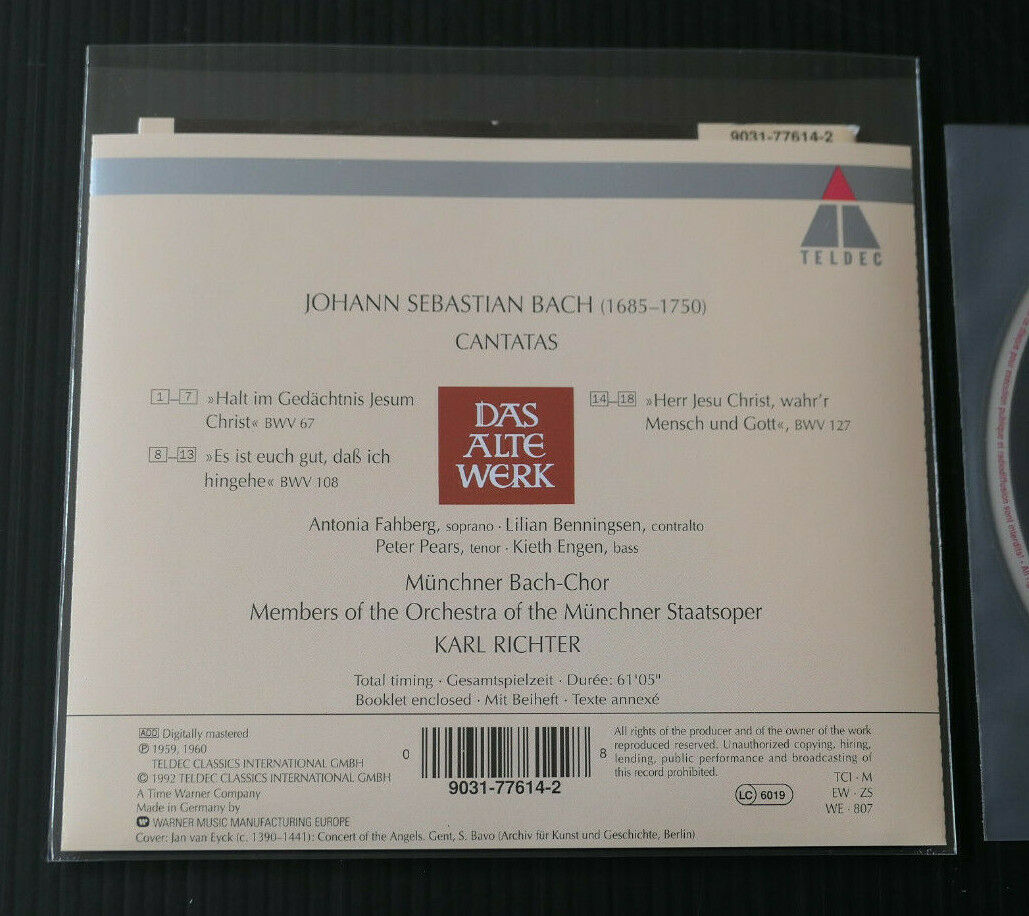 9031-77614-2
TELDEC
JOHANN SEBASTIAN BACH (1685–1750)
CANTATAS
1–7 »Halt im Gedächtnis Jesum
Christ« BWV 67
8–13 »Es ist euch gut, daß ich
hingehe« BWV 108
DAS
ALTE
WERK
14–18 »Herr Jesu Christ, wahr'r
Mensch und Gott«, BWV 127
Antonia Fahberg, soprano · Lilian Benningsen, contralto
Peter Pears, tenor · Kieth Engen, bass
Münchner Bach-Chor
Members of the Orchestra of the Münchner Staatsoper
KARL RICHTER
Total timing · Gesamtspielzeit · Durée: 61'05"
Booklet enclosed · Mit Beiheft · Texte annexé
ADD Digitally mastered
℗ 1959, 1960
TELDEC CLASSICS INTERNATIONAL GMBH
© 1992 TELDEC CLASSICS INTERNATIONAL GMBH
A Time Warner Company
Made in Germany by
WARNER MUSIC MANUFACTURING EUROPE
Cover: Jan van Eyck (c. 1390–1441): Concert of the Angels. Gent, S. Bavo (Archiv für Kunst und Geschichte, Berlin)
0 8
9031-77614-2
All rights of the producer and of the owner of the work
reproduced reserved. Unauthorized copying, hiring,
lending, public performance and broadcasting of
this record prohibited.
LC 6019
TCI · M
EW · ZS
WE · 807
pour exécution publique et radiodiffusion sont interdits